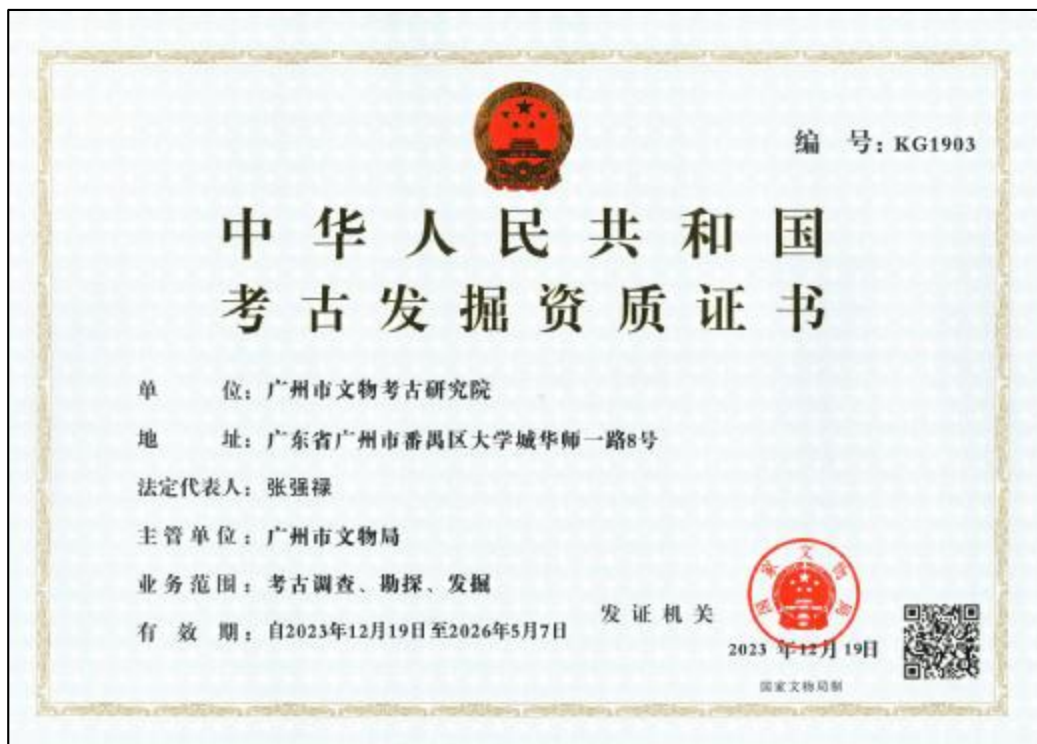 编 号：KG1903
中华人民共和国
考古发掘资质证书
单 位：广州市文物考古研究院
地 址：广东省广州市番禺区大学城华师一路8号
法定代表人：张强禄
主管单位：广州市文物局
业务范围：考古调查、勘探、发掘
有 效 期：自2023年12月19日至2026年5月7日
发证机关
国家文物局
2023 年12月 19日
国家文物局制